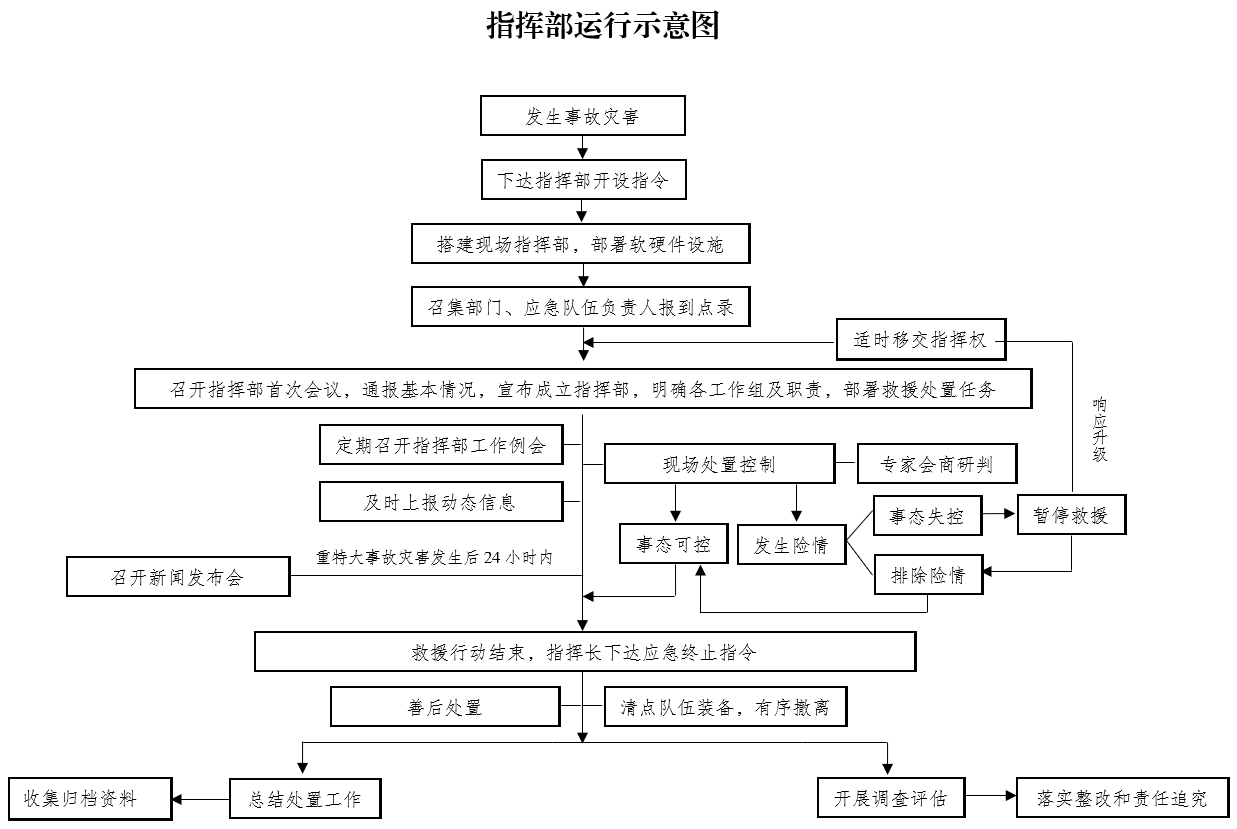 指挥部运行示意图
发生事故灾害
下达指挥部开设指令
搭建现场指挥部，部署软硬件设施
召集部门、应急队伍负责人报到点录
适时移交指挥权
召开指挥部首次会议，通报基本情况，宣布成立指挥部，明确各工作组及职责，部署救援处置任务
响应升级
定期召开指挥部工作例会
现场处置控制
专家会商研判
及时上报动态信息
事态失控
暂停救援
事态可控
发生险情
重特大事故灾害发生后 24 小时内
召开新闻发布会
排除险情
救援行动结束，指挥长下达应急终止指令
善后处置
清点队伍装备，有序撤离
收集归档资料
总结处置工作
开展调查评估
落实整改和责任追究